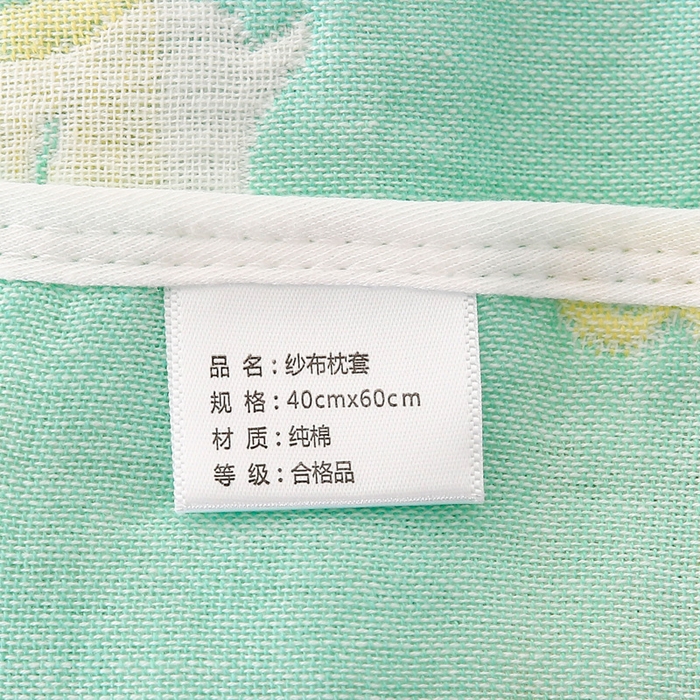 品 名：纱布枕套
规 格：40cmx60cm
材 质：纯棉
等 级：合格品